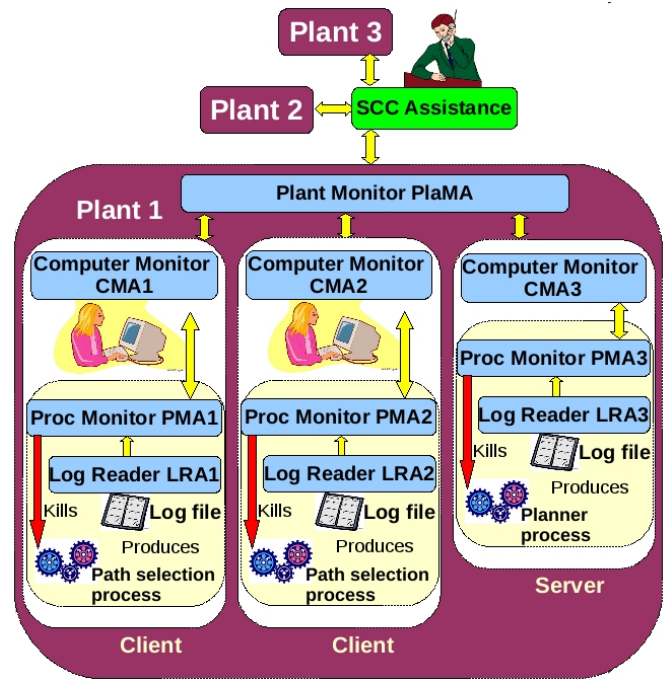 Plant 3
Plant 2
SCC Assistance
Plant 1
Plant Monitor PlaMA
Computer Monitor
CMA1
Proc Monitor PMA1
Log Reader LRA1
Kills
Log file
Produces
Path selection
process
Client
Computer Monitor
CMA2
Proc Monitor PMA2
Log Reader LRA2
Kills
Log file
Produces
Path selection
process
Client
Computer Monitor
CMA3
Proc Monitor PMA3
Log Reader LRA3
Kills
Log file
Produces
Planner
process
Server